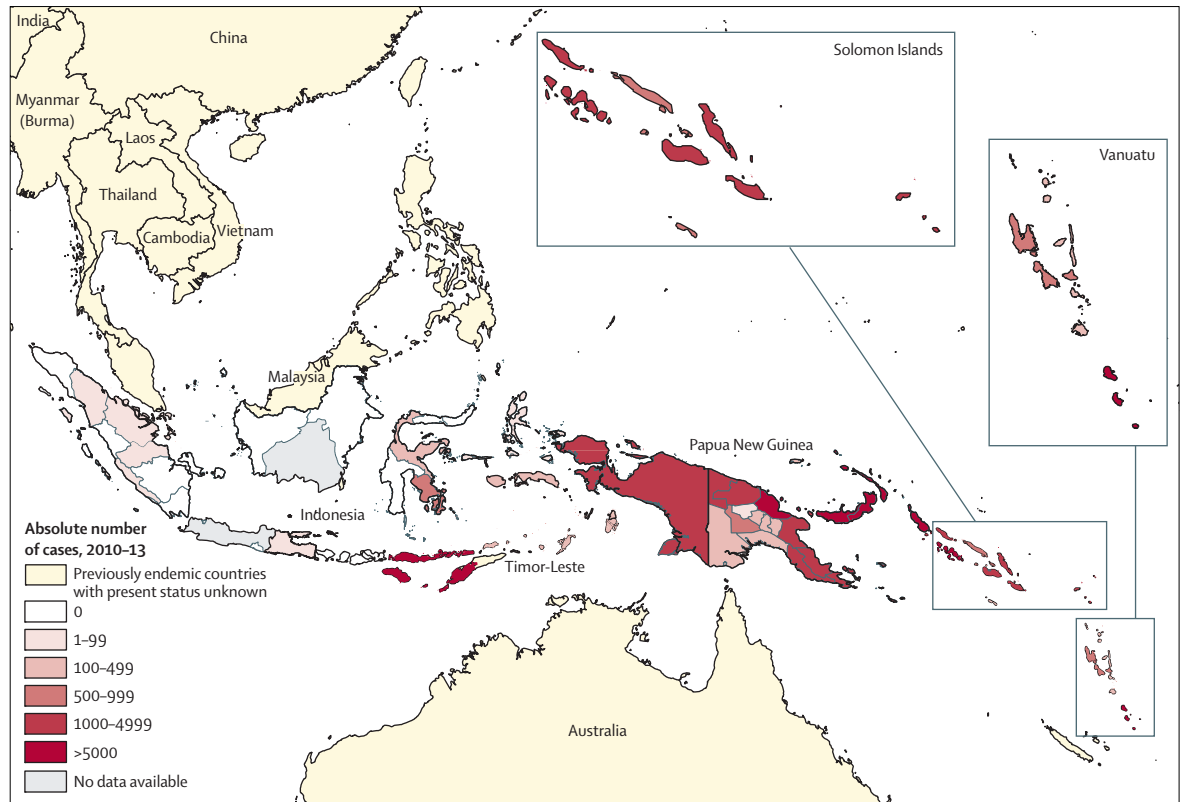 India
China
Solomon Islands
Myanmar
(Burma)
Laos
Vanuatu
Thailand
Cambodia
Vietnam
Malaysia
Papua New Guinea
Indonesia
Timor-Leste
Australia
Absolute number
of cases, 2010–13
Previously endemic countries
with present status unknown
0
1–99
100–499
500–999
1000–4999
>5000
No data available